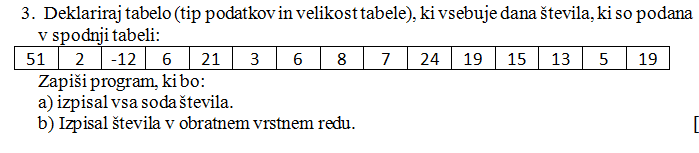 3. Deklariraj tabelo (tip podatkov in velikost tabele), ki vsebuje dana števila, ki so podana
v spodnji tabeli:
51 2 -12 6 21 3 6 8 7 24 19 15 13 5 19
Zapiši program, ki bo:
a) izpisal vsa soda števila.
b) Izpisal števila v obratnem vrstnem redu. [